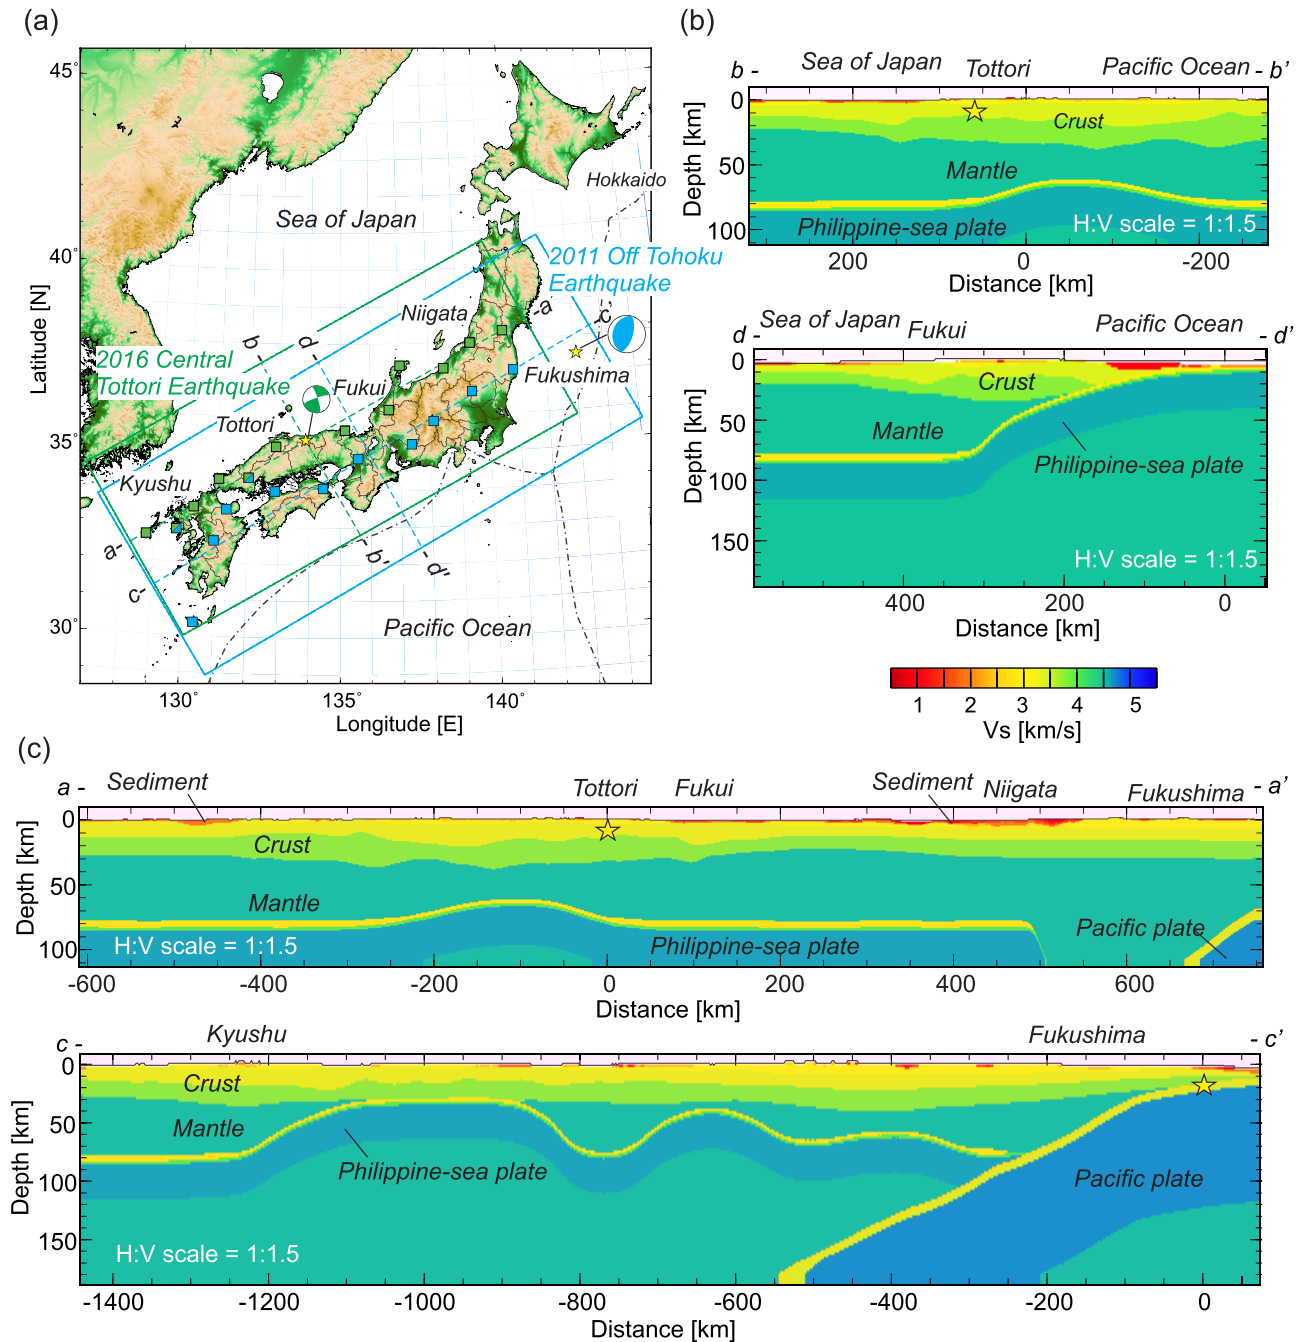 (a)
45°
40°
35°
30°
Latitude [N]
130°
135°
140°
Longitude [E]
Hokkaido
Sea of Japan
2011 Off Tohoku
Earthquake
Niigata
a
c
b
d
2016 Central
Tottori Earthquake
Fukui
Fukushima
Tottori
Kyushu
a-
b'
d'
c-
Pacific Ocean
(b)
Sea of Japan
Tottori
Pacific Ocean
b -
- b’
0
50
100
Depth [km]
Crust
Mantle
Philippine-sea plate
H:V scale = 1:1.5
200
0
-200
Distance [km]
Sea of Japan
Fukui
Pacific Ocean
d -
- d’
0
50
100
150
Depth [km]
Crust
Mantle
Philippine-sea plate
H:V scale = 1:1.5
400
200
0
Distance [km]
1
2
3
4
5
Vs [km/s]
(c)
a -
Sediment
Tottori
Fukui
Sediment
Niigata
Fukushima
- a’
0
50
100
Depth [km]
Crust
Mantle
H:V scale = 1:1.5
Philippine-sea plate
Pacific plate
-600
-400
-200
0
200
400
600
Distance [km]
c -
Kyushu
Fukushima
- c’
0
50
100
150
Depth [km]
Crust
Mantle
Philippine-sea plate
Pacific plate
H:V scale = 1:1.5
-1400
-1200
-1000
-800
-600
-400
-200
0
Distance [km]